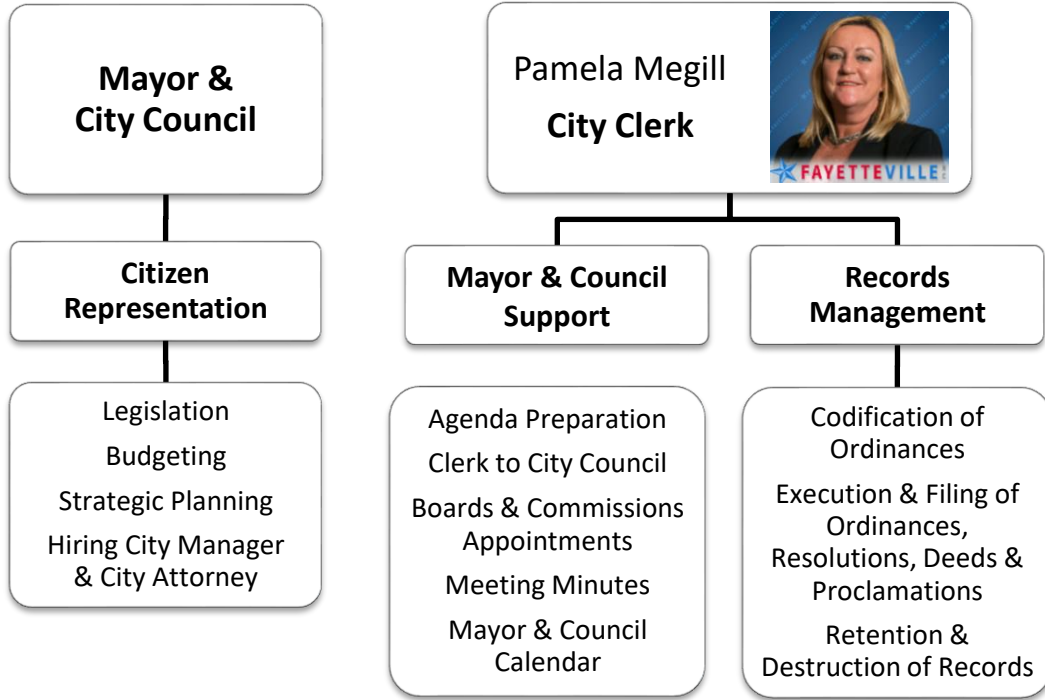 Mayor &
City Council
Citizen
Representation
Legislation
Budgeting
Strategic Planning
Hiring City Manager
& City Attorney
Pamela Megill
City Clerk
FAYETTEVILLE
Mayor & Council
Support
Agenda Preparation
Clerk to City Council
Boards & Commissions
Appointments
Meeting Minutes
Mayor & Council
Calendar
Records
Management
Codification of
Ordinances
Execution & Filing of
Ordinances,
Resolutions, Deeds &
Proclamations
Retention &
Destruction of Records